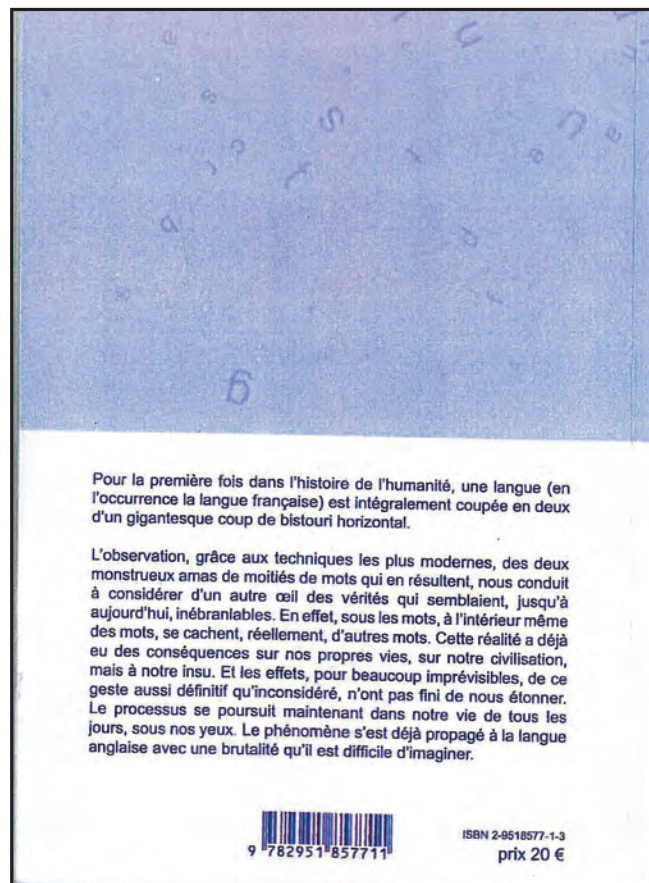 Pour la première fois dans l'histoire de l'humanité, une langue (en
l'occurrence la langue française) est intégralement coupée en deux
d'un gigantesque coup de bistouri horizontal.
L'observation, grâce aux techniques les plus modernes, des deux
monstrueux amas de moitiés de mots qui en résultent, nous conduit
à considérer d'un autre œil des vérités qui semblaient, jusqu'à
aujourd'hui, inébranlables. En effet, sous les mots, à l'intérieur même
des mots, se cachent, réellement, d'autres mots. Cette réalité a déjà
eu des conséquences sur nos propres vies, sur notre civilisation,
mais à notre insu. Et les effets, pour beaucoup imprévisibles, de ce
geste aussi définitif qu'inconsidéré, n'ont pas fini de nous étonner.
Le processus se poursuit maintenant dans notre vie de tous les
jours, sous nos yeux. Le phénomène s'est déjà propagé à la langue
anglaise avec une brutalité qu'il est difficile d'imaginer.
ISBN 2-9518577-1-3
9 782951 857711
prix 20 €